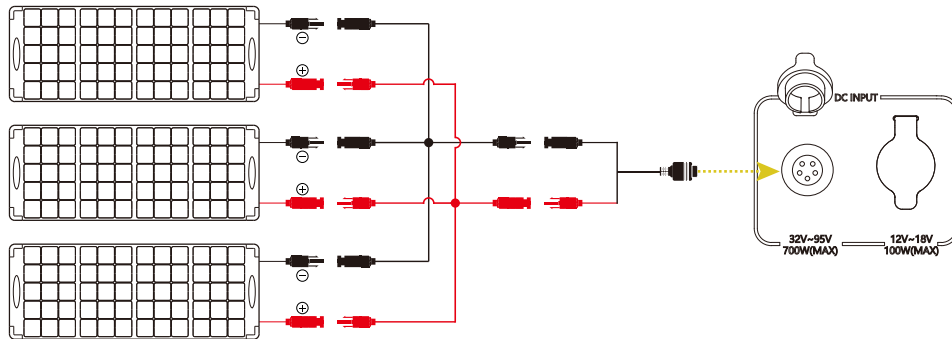 ⊖
⊕
DC INPUT
⊖
⊕
32V~95V
700W(MAX)
12V~18V
100W(MAX)
⊖
⊕